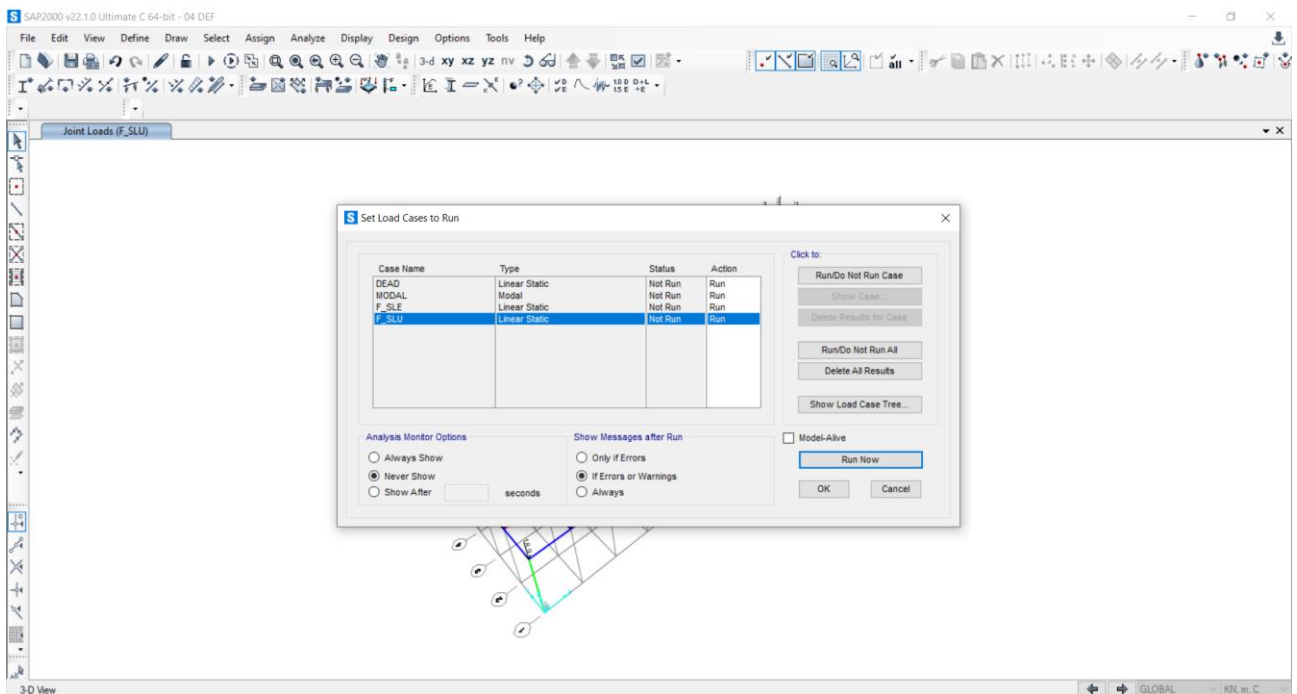 SAP2000 v22.1.0 Ultimate C 64-bit - 04 DEF
File Edit View Define Draw Select Assign Analyze Display Design Options Tools Help
3-d xy xz yz nv
all
Joint Loads (F_SLU)
Set Load Cases to Run
Click to:
Case Name Type Status Action
DEAD Linear Static Not Run Run
MODAL Modal Not Run Run
F_SLE Linear Static Not Run Run
F_SLU Linear Static Not Run Run
Run/Do Not Run Case
Show Case...
Delete Results for Case
Run/Do Not Run All
Delete All Results
Show Load Case Tree...
Analysis Monitor Options
Always Show
Never Show
Show After seconds
Show Messages after Run
Only if Errors
If Errors or Warnings
Always
Model-Alive
Run Now
OK Cancel
3-D View
GLOBAL
KN, m, C